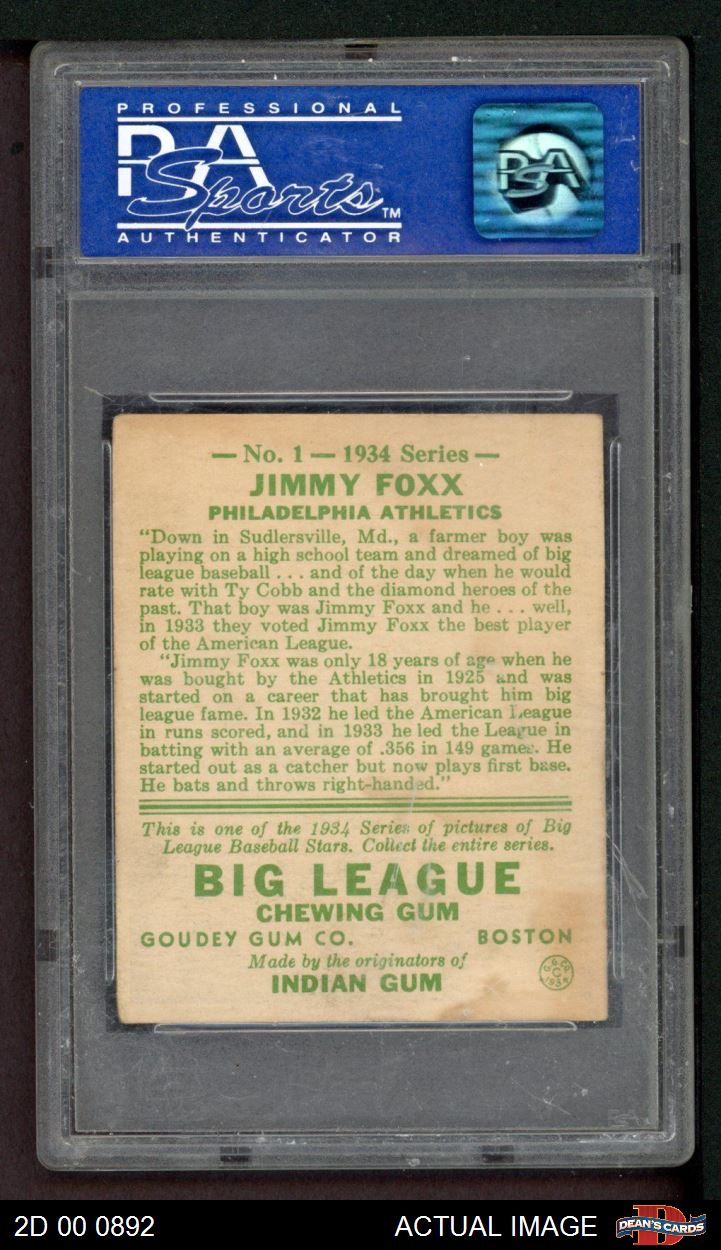 PROFESSIONAL
PSA
Sports™
AUTHENTICATOR
PSA
— No. 1 — 1934 Series —
JIMMY FOXX
PHILADELPHIA ATHLETICS
"Down in Sudlersville, Md., a farmer boy was
playing on a high school team and dreamed of big
league baseball . . . and of the day when he would
rate with Ty Cobb and the diamond heroes of the
past. That boy was Jimmy Foxx and he . . . well,
in 1933 they voted Jimmy Foxx the best player
of the American League.
"Jimmy Foxx was only 18 years of age when he
was bought by the Athletics in 1925 and was
started on a career that has brought him big
league fame. In 1932 he led the American League
in runs scored, and in 1933 he led the League in
batting with an average of .356 in 149 games. He
started out as a catcher but now plays first base.
He bats and throws right-handed."
This is one of the 1934 Series of pictures of Big
League Baseball Stars. Collect the entire series.
BIG LEAGUE
CHEWING GUM
GOUDEY GUM CO. BOSTON
Made by the originators of
INDIAN GUM
G.G.CO.
C
1934
2D 00 0892
ACTUAL IMAGE
D
DEAN'S CARDS